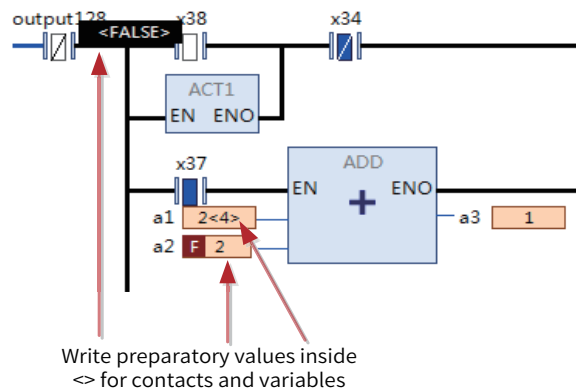 output128 <FALSE> x38 x34
ACT1
EN ENO
x37
ADD
EN ENO
+
a1 2<4>
a3 1
a2 F 2
Write preparatory values inside
<> for contacts and variables